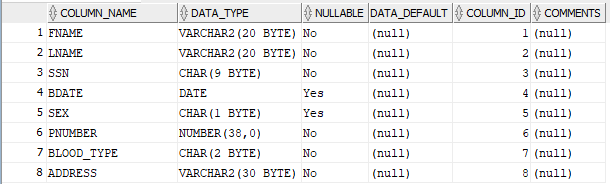 COLUMN_NAME DATA_TYPE NULLABLE DATA_DEFAULT COLUMN_ID COMMENTS
1 FNAME VARCHAR2(20 BYTE) No (null) 1 (null)
2 LNAME VARCHAR2(20 BYTE) No (null) 2 (null)
3 SSN CHAR(9 BYTE) No (null) 3 (null)
4 BDATE DATE Yes (null) 4 (null)
5 SEX CHAR(1 BYTE) Yes (null) 5 (null)
6 PNUMBER NUMBER(38,0) No (null) 6 (null)
7 BLOOD_TYPE CHAR(2 BYTE) No (null) 7 (null)
8 ADDRESS VARCHAR2(30 BYTE) No (null) 8 (null)